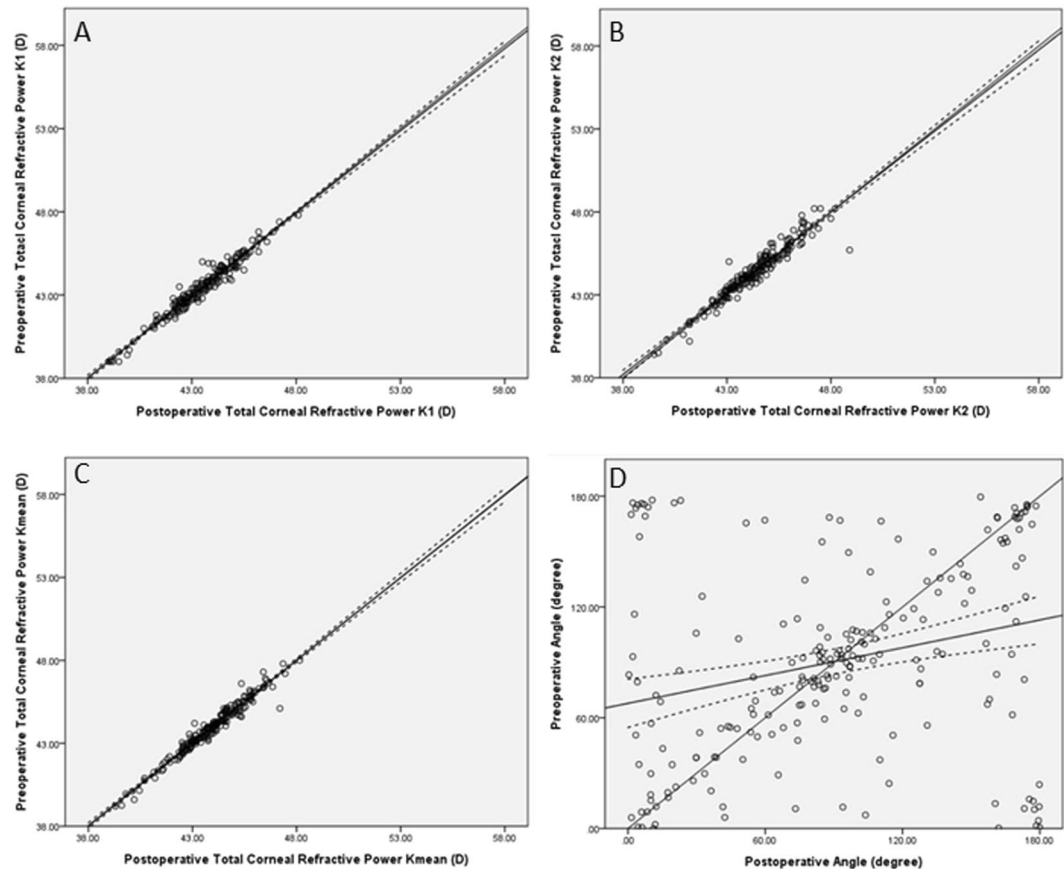 A
Preoperative Totacl Corneal Refractive Power K1 (D)
58.00
53.00
48.00
43.00
38.00
38.00 43.00 48.00 53.00 58.00
Postoperative Total Corneal Refractive Power K1 (D)
B
Preoperative Total Corneal Refractive Power K2 (D)
58.00
53.00
48.00
43.00
38.00
38.00 43.00 48.00 53.00 58.00
Postoperative Total Corneal Refractive Power K2 (D)
C
Preoperative Total Corneal Refractive Power Kmean (D)
58.00
53.00
48.00
43.00
38.00
38.00 43.00 48.00 53.00 58.00
Postoperative Total Corneal Refractive Power Kmean (D)
D
Preoperative Angle (degree)
180.00
120.00
60.00
.00
.00 60.00 120.00 180.00
Postoperative Angle (degree)